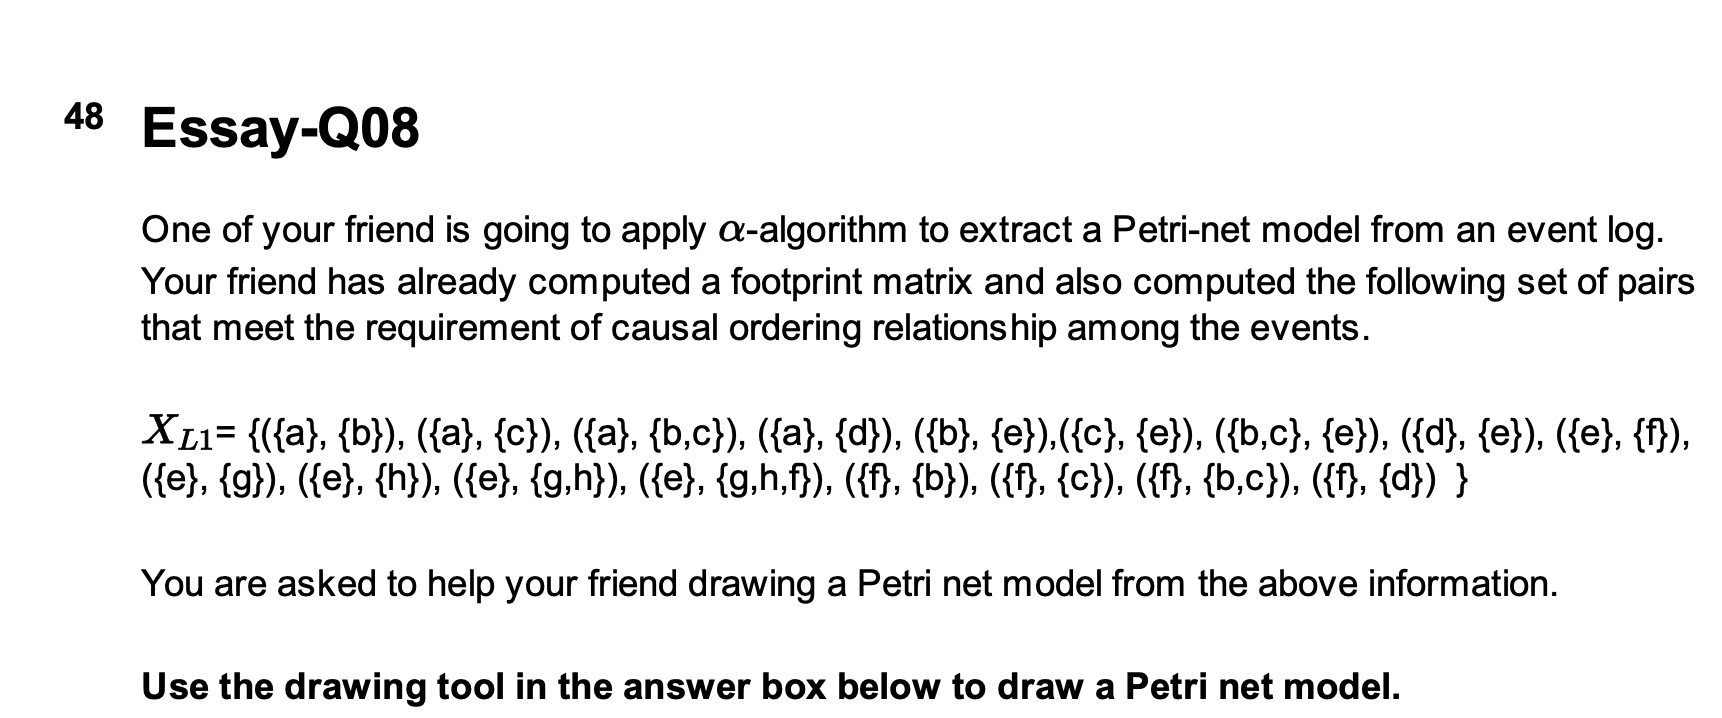 48 Essay-Q08
One of your friend is going to apply α-algorithm to extract a Petri-net model from an event log.
Your friend has already computed a footprint matrix and also computed the following set of pairs
that meet the requirement of causal ordering relationship among the events.
X_{L1}= {({a}, {b}), ({a}, {c}), ({a}, {b,c}), ({a}, {d}), ({b}, {e}),({c}, {e}), ({b,c}, {e}), ({d}, {e}), ({e}, {f}),
({e}, {g}), ({e}, {h}), ({e}, {g,h}), ({e}, {g,h,f}), ({f}, {b}), ({f}, {c}), ({f}, {b,c}), ({f}, {d}) }
You are asked to help your friend drawing a Petri net model from the above information.
Use the drawing tool in the answer box below to draw a Petri net model.